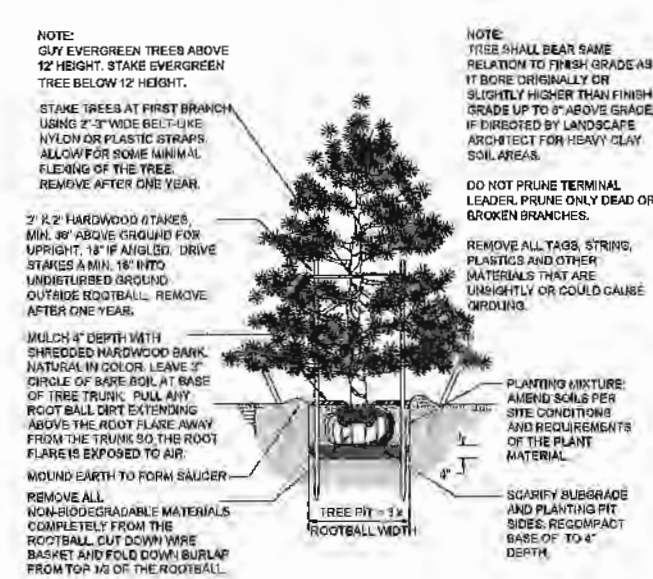 NOTE:
GUY EVERGREEN TREES ABOVE
12' HEIGHT. STAKE EVERGREEN
TREE BELOW 12' HEIGHT.
STAKE TREES AT FIRST BRANCH
USING 2"-3" WIDE BELT-LIKE
NYLON OR PLASTIC STRAPS.
ALLOW FOR SOME MINIMAL
FLEXING OF THE TREE.
REMOVE AFTER ONE YEAR.
2" X 2" HARDWOOD STAKES,
MIN. 36" ABOVE GROUND FOR
UPRIGHT, 18" IF ANGLED. DRIVE
STAKES A MIN. 18" INTO
UNDISTURBED GROUND
OUTSIDE ROOTBALL. REMOVE
AFTER ONE YEAR.
MULCH 4" DEPTH WITH
SHREDDED HARDWOOD BARK.
NATURAL IN COLOR. LEAVE 3"
CIRCLE OF BARE SOIL AT BASE
OF TREE TRUNK. PULL ANY
ROOT BALL DIRT EXTENDING
ABOVE THE ROOT FLARE AWAY
FROM THE TRUNK SO THE ROOT
FLARE IS EXPOSED TO AIR.
MOUND EARTH TO FORM SAUCER
REMOVE ALL
NON-BIODEGRADABLE MATERIALS
COMPLETELY FROM THE
ROOTBALL. CUT DOWN WIRE
BASKET AND FOLD DOWN BURLAP
FROM TOP 1/3 OF THE ROOTBALL.
TREE PIT = 3 x
ROOTBALL WIDTH
4"
NOTE:
TREE SHALL BEAR SAME
RELATION TO FINISH GRADE AS
IT BORE ORIGINALLY OR
SLIGHTLY HIGHER THAN FINISH
GRADE UP TO 6" ABOVE GRADE,
IF DIRECTED BY LANDSCAPE
ARCHITECT FOR HEAVY CLAY
SOIL AREAS.
DO NOT PRUNE TERMINAL
LEADER. PRUNE ONLY DEAD OR
BROKEN BRANCHES.
REMOVE ALL TAGS, STRING,
PLASTICS AND OTHER
MATERIALS THAT ARE
UNSIGHTLY OR COULD CAUSE
GIRDLING.
PLANTING MIXTURE:
AMEND SOILS PER
SITE CONDITIONS
AND REQUIREMENTS
OF THE PLANT
MATERIAL.
SCARIFY SUBGRADE
AND PLANTING PIT
SIDES. RECOMPACT
BASE OF TO 4"
DEPTH.